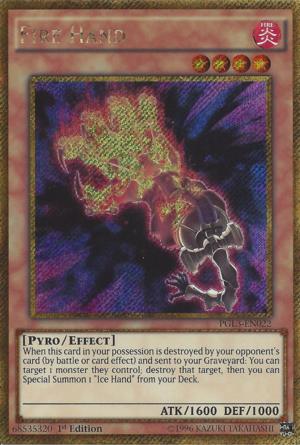 FIRE HAND
FIRE
炎
PGL3-EN022
[PYRO/EFFECT]
When this card in your possession is destroyed by your opponent's
card (by battle or card effect) and sent to your Graveyard: You can
target 1 monster they control; destroy that target, then you can
Special Summon 1 "Ice Hand" from your Deck.
ATK/1600 DEF/1000
68535320 1st Edition ©1996 KAZUKI TAKAHASHI